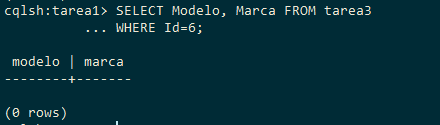 cqlsh:tarea1> SELECT Modelo, Marca FROM tarea3
          ... WHERE Id=6;
 modelo | marca
--------+-------
(0 rows)